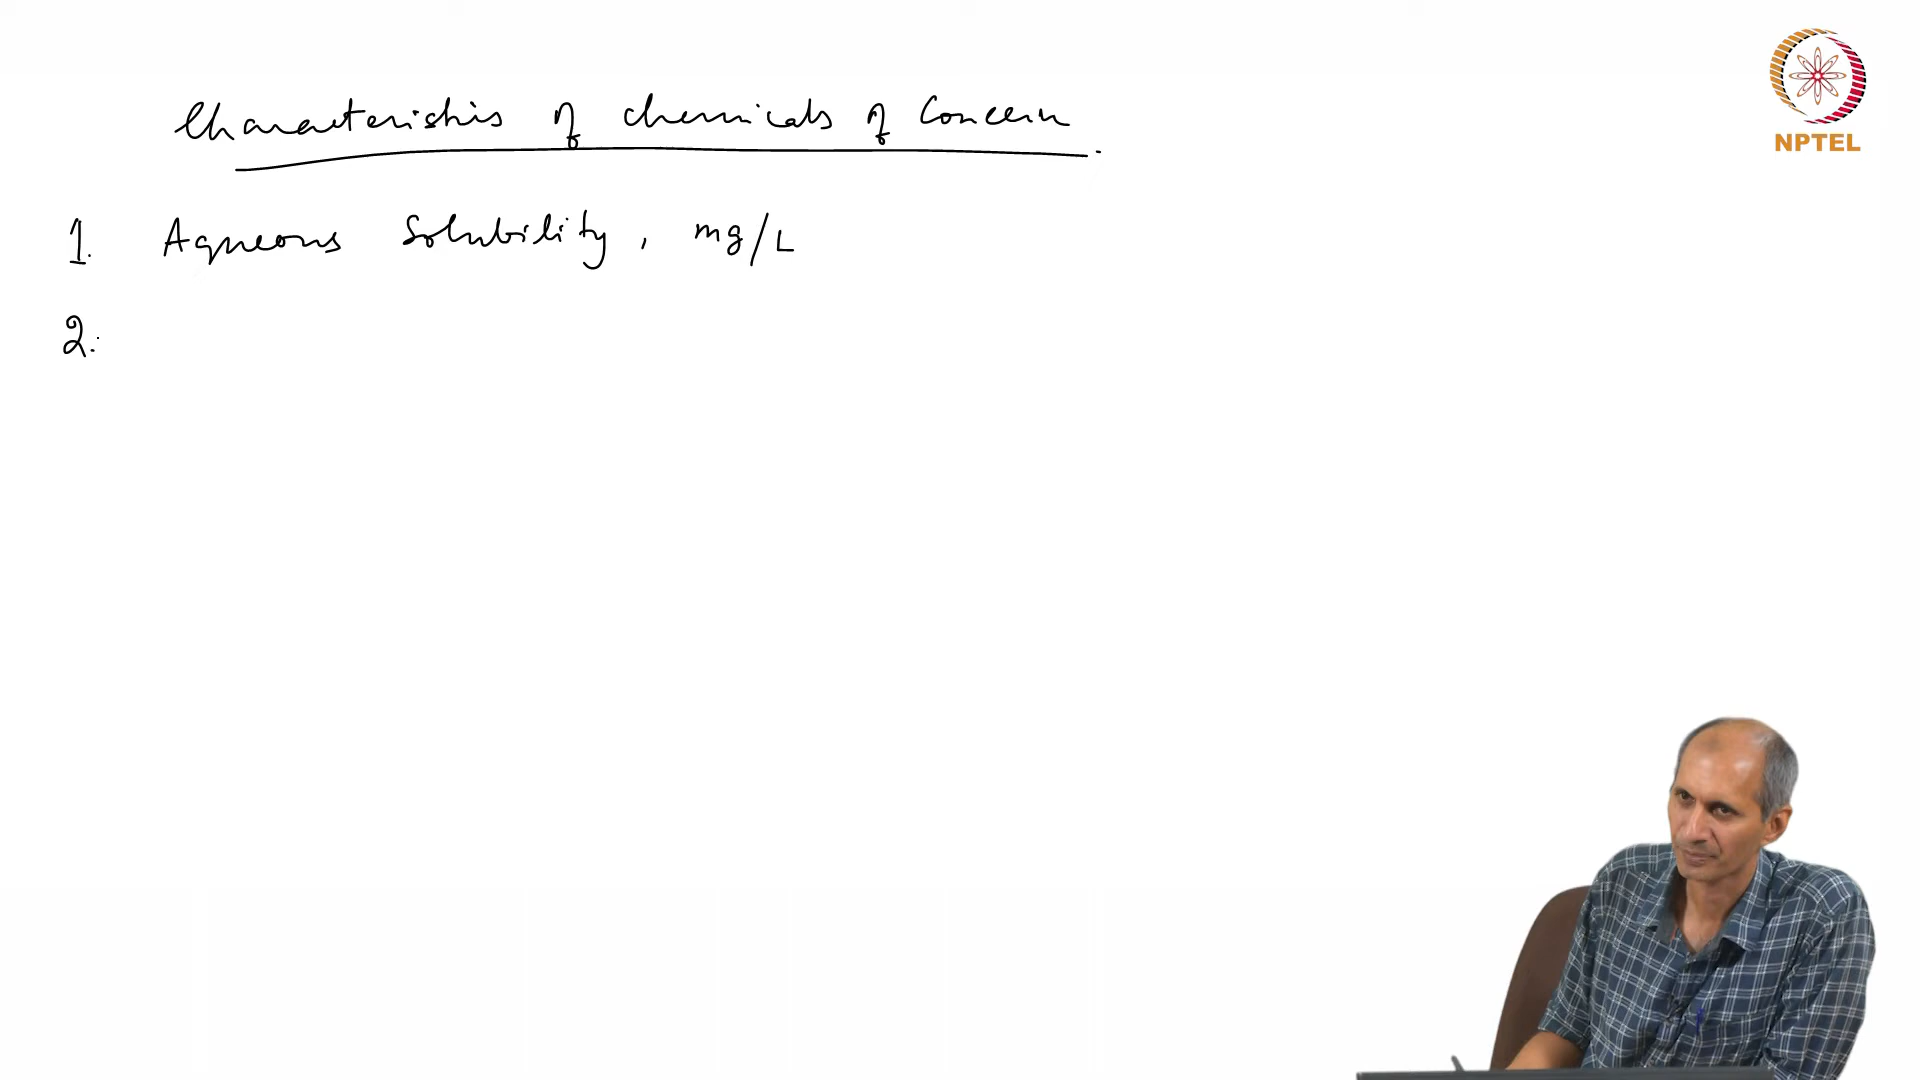 NPTEL
Characteristics of chemicals of Concern.
1. Aqueous Solubility, mg/L
2.